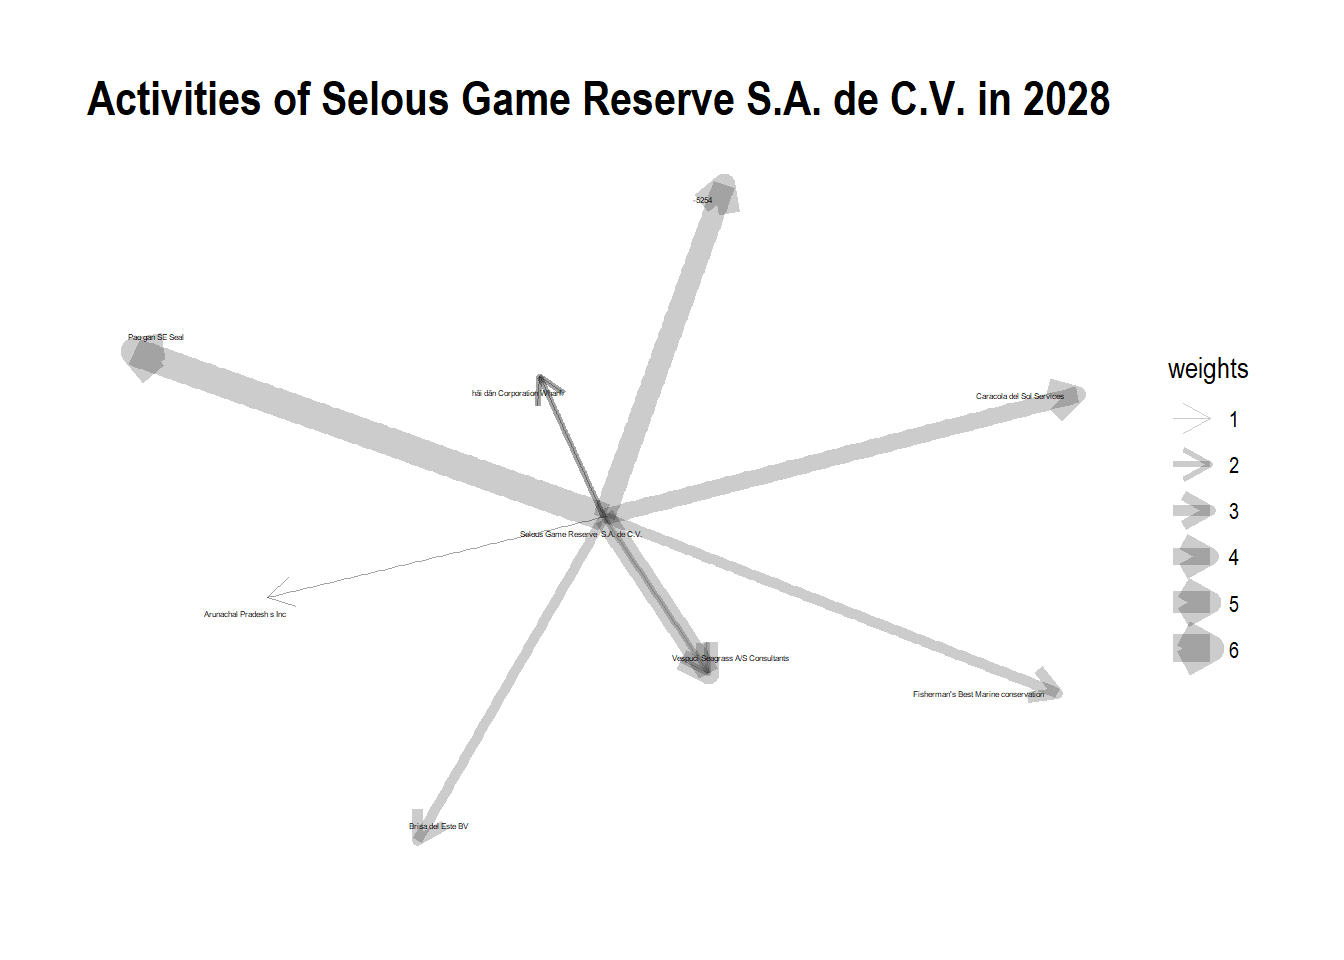 Activities of Selous Game Reserve S.A. de C.V. in 2028
-5254
Pao gan SE Seal
hǎi dǎn Corporation Wharf
Caracola del Sol Services
Selous Game Reserve S.A. de C.V.
Arunachal Pradesh s Inc
Vespuci Seagrass A/S Consultants
Fisherman's Best Marine conservation
Brisa del Este BV
weights
1
2
3
4
5
6